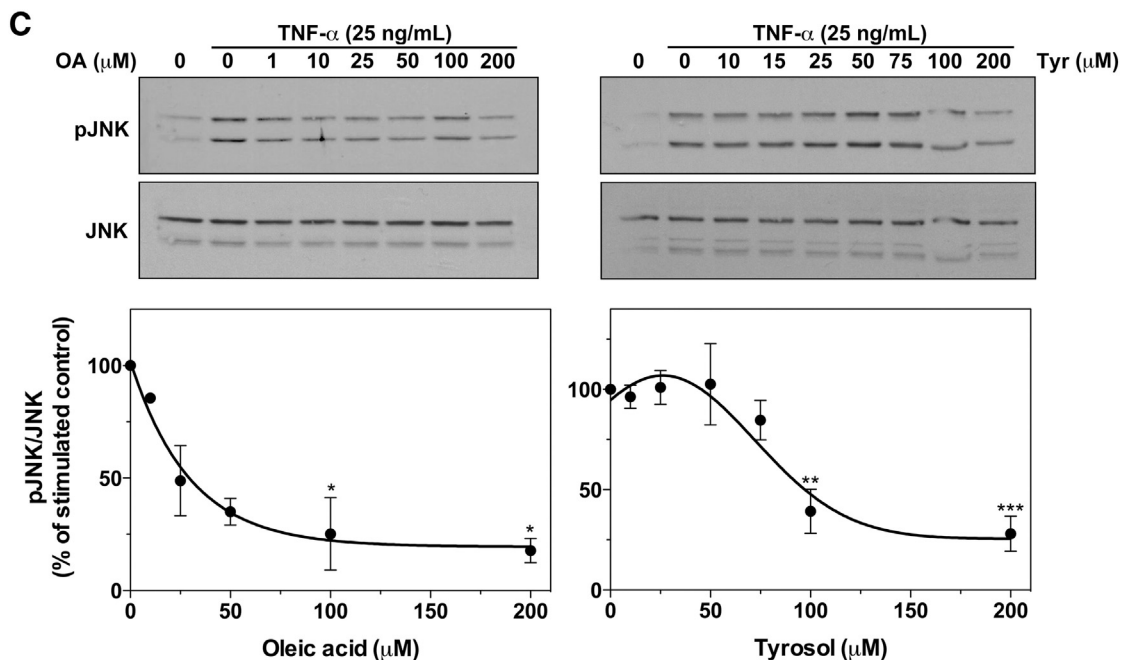 C
TNF-α (25 ng/mL)
OA (μM) 0 0 1 10 25 50 100 200
pJNK
JNK
TNF-α (25 ng/mL)
0 0 10 15 25 50 75 100 200 Tyr (μM)
pJNK/JNK
(% of stimulated control)
100
50
0
*
*
0 50 100 150 200
Oleic acid (μM)
100
50
0
**
***
0 50 100 150 200
Tyrosol (μM)